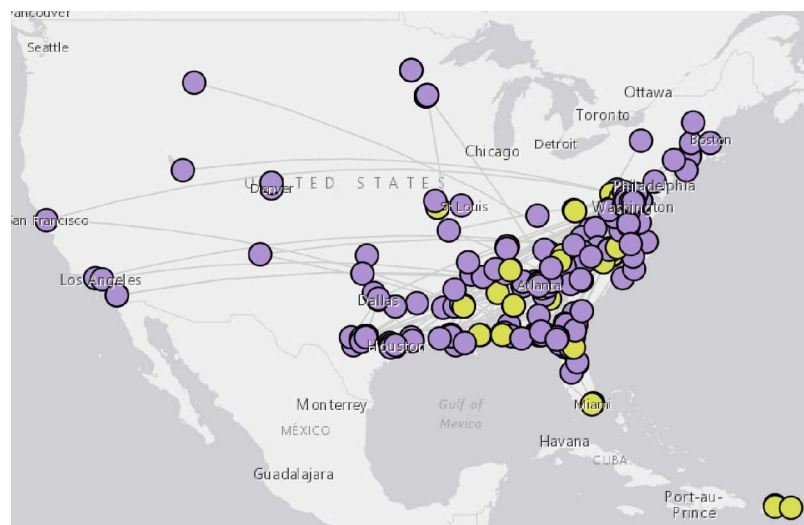 Vancouver
Seattle
Ottawa
Toronto
Boston
Detroit
Chicago
UNITED STATES
Denver
Philadelphia
St Louis
Washington
San Francisco
Los Angeles
Atlanta
Dallas
Houston
Monterrey
Gulf of
Mexico
Miami
MÉXICO
Havana
CUBA
Guadalajara
Port-au-
Prince